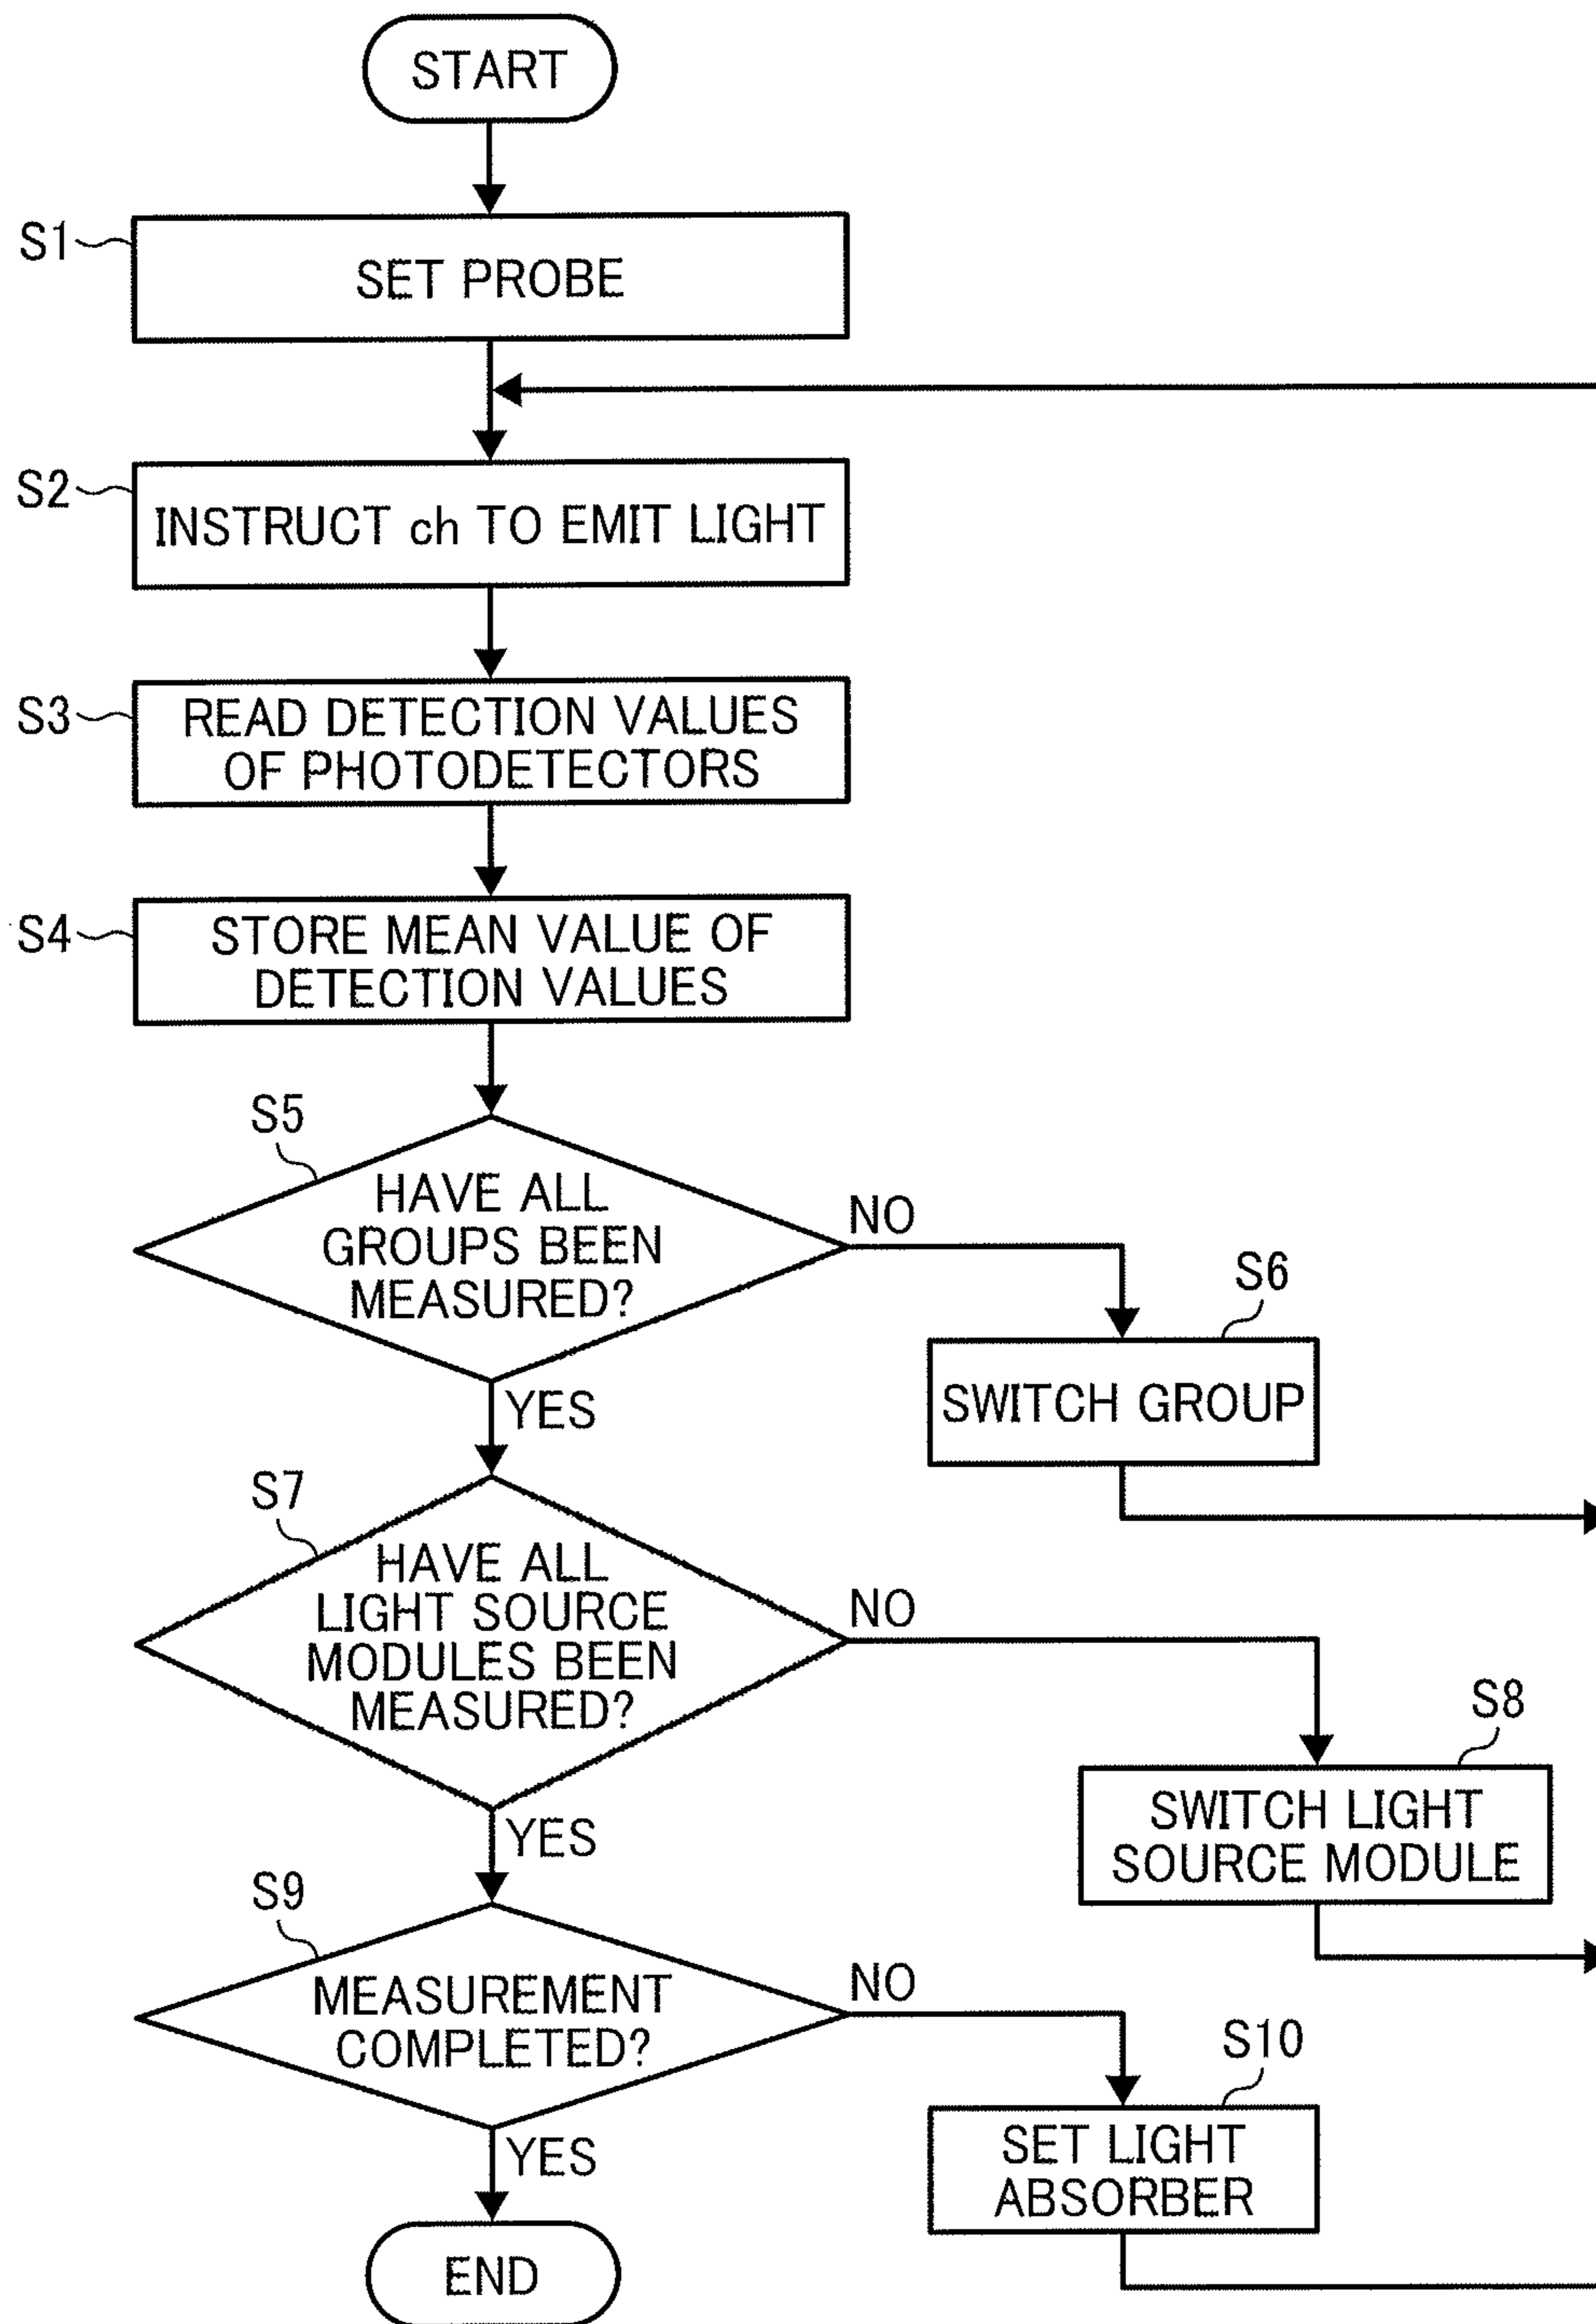 START
S1
SET PROBE
S2
INSTRUCT ch TO EMIT LIGHT
S3
READ DETECTION VALUES
OF PHOTODETECTORS
S4
STORE MEAN VALUE OF
DETECTION VALUES
S5
HAVE ALL
GROUPS BEEN
MEASURED?
NO
S6
SWITCH GROUP
YES
S7
HAVE ALL
LIGHT SOURCE
MODULES BEEN
MEASURED?
NO
S8
SWITCH LIGHT
SOURCE MODULE
YES
S9
MEASUREMENT
COMPLETED?
NO
S10
SET LIGHT
ABSORBER
YES
END